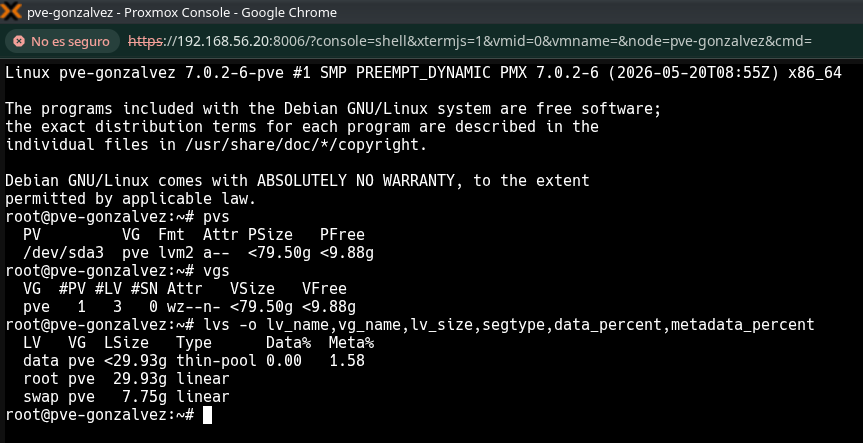 pve-gonzalvez - Proxmox Console - Google Chrome
No es seguro https://192.168.56.20:8006/?console=shell&xtermjs=1&vmid=0&vmname=&node=pve-gonzalvez&cmd=
Linux pve-gonzalvez 7.0.2-6-pve #1 SMP PREEMPT_DYNAMIC PMX 7.0.2-6 (2026-05-20T08:55Z) x86_64

The programs included with the Debian GNU/Linux system are free software;
the exact distribution terms for each program are described in the
individual files in /usr/share/doc/*/copyright.

Debian GNU/Linux comes with ABSOLUTELY NO WARRANTY, to the extent
permitted by applicable law.
root@pve-gonzalvez:~# pvs
  PV         VG  Fmt  Attr PSize   PFree
  /dev/sda3  pve lvm2 a--  <79.50g <9.88g
root@pve-gonzalvez:~# vgs
  VG  #PV #LV #SN Attr   VSize   VFree
  pve   1   3   0 wz--n- <79.50g <9.88g
root@pve-gonzalvez:~# lvs -o lv_name,vg_name,lv_size,segtype,data_percent,metadata_percent
  LV   VG  LSize   Type      Data%  Meta%
  data pve <29.93g thin-pool 0.00   1.58
  root pve  29.93g linear
  swap pve   7.75g linear
root@pve-gonzalvez:~#